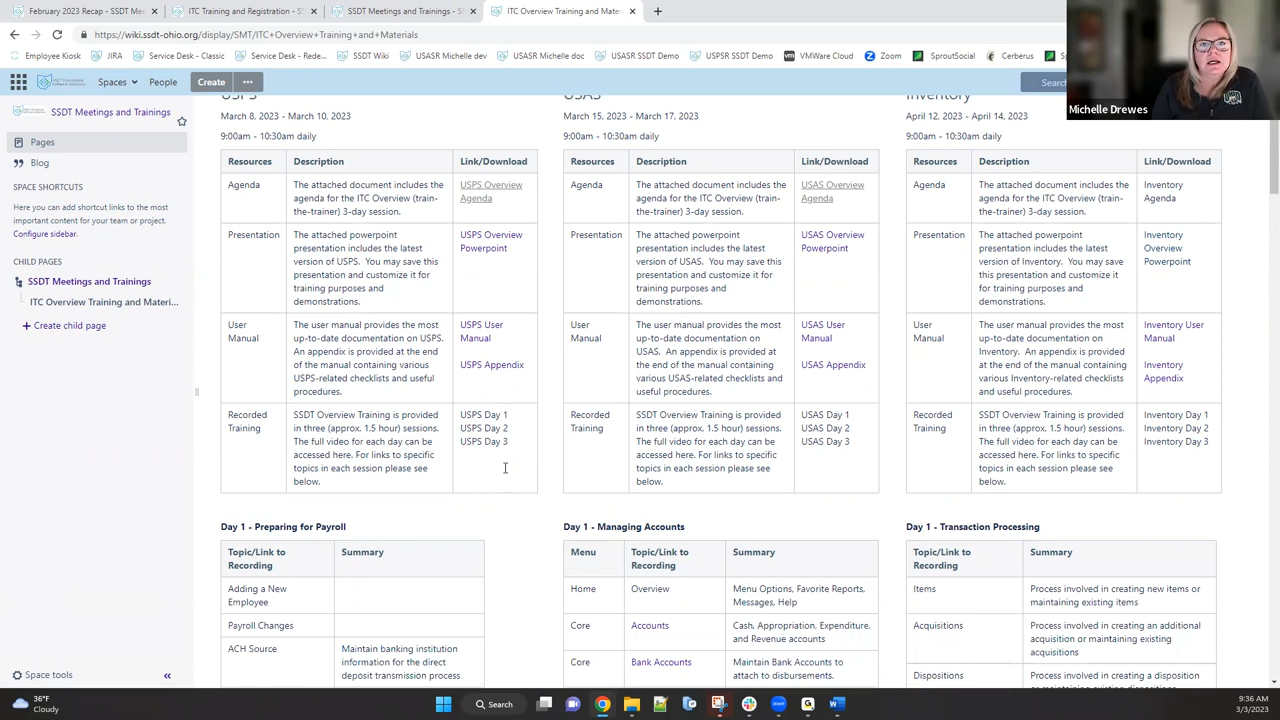 February 2023 Recap - SSDT Me
ITC Training and Registration - SS
SSDT Meetings and Trainings - SS
ITC Overview Training and Mater
https://wiki.ssdt-ohio.org/display/SMT/ITC+Overview+Training+and+Materials
Employee Kiosk
JIRA
Service Desk - Clevel...
Service Desk - Rede...
SSDT Wiki
USASR Michelle dev
USASR Michelle doc
USASR SSDT Demo
USPSR SSDT Demo
VMWare Cloud
Zoom
SproutSocial
Cerberus
Michelle Drewes
Spaces
People
Create
Search
SSDT Meetings and Trainings
Pages
Blog
SPACE SHORTCUTS
Here you can add shortcut links to the most
important content for your team or project.
Configure sidebar.
CHILD PAGES
SSDT Meetings and Trainings
ITC Overview Training and Materi...
+ Create child page
Space tools
USPS
March 8, 2023 - March 10, 2023
9:00am - 10:30am daily
Resources Description Link/Download
Agenda The attached document includes the USPS Overview
agenda for the ITC Overview (train- Agenda
the-trainer) 3-day session.
Presentation The attached powerpoint USPS Overview
presentation includes the latest Powerpoint
version of USPS. You may save this
presentation and customize it for
training purposes and
demonstrations.
User The user manual provides the most USPS User
Manual up-to-date documentation on USPS. Manual
An appendix is provided at the end
of the manual containing various USPS Appendix
USPS-related checklists and useful
procedures.
Recorded SSDT Overview Training is provided USPS Day 1
Training in three (approx. 1.5 hour) sessions. USPS Day 2
The full video for each day can be USPS Day 3
accessed here. For links to specific
topics in each session please see
below.
Day 1 - Preparing for Payroll
Topic/Link to Summary
Recording
Adding a New
Employee
Payroll Changes
ACH Source Maintain banking institution
information for the direct
deposit transmission process
USAS
March 15, 2023 - March 17, 2023
9:00am - 10:30am daily
Resources Description Link/Download
Agenda The attached document includes the USAS Overview
agenda for the ITC Overview (train- Agenda
the-trainer) 3-day session.
Presentation The attached powerpoint USAS Overview
presentation includes the latest Powerpoint
version of USAS. You may save this
presentation and customize it for
training purposes and
demonstrations.
User The user manual provides the most USAS User
Manual up-to-date documentation on Manual
USAS. An appendix is provided at
the end of the manual containing USAS Appendix
various USAS-related checklists and
useful procedures.
Recorded SSDT Overview Training is provided USAS Day 1
Training in three (approx. 1.5 hour) sessions. USAS Day 2
The full video for each day can be USAS Day 3
accessed here. For links to specific
topics in each session please see
below.
Day 1 - Managing Accounts
Menu Topic/Link to Summary
Recording
Home Overview Menu Options, Favorite Reports,
Messages, Help
Core Accounts Cash, Appropriation, Expenditure,
and Revenue accounts
Core Bank Accounts Maintain Bank Accounts to
attach to disbursements.
Inventory
April 12, 2023 - April 14, 2023
9:00am - 10:30am daily
Resources Description Link/Download
Agenda The attached document includes the Inventory
agenda for the ITC Overview (train- Agenda
the-trainer) 3-day session.
Presentation The attached powerpoint Inventory
presentation includes the latest Overview
version of Inventory. You may save Powerpoint
this presentation and customize it
for training purposes and
demonstrations.
User The user manual provides the most Inventory User
Manual up-to-date documentation on Manual
Inventory. An appendix is provided
at the end of the manual containing Inventory
various Inventory-related checklists Appendix
and useful procedures.
Recorded SSDT Overview Training is provided Inventory Day 1
Training in three (approx. 1.5 hour) sessions. Inventory Day 2
The full video for each day can be Inventory Day 3
accessed here. For links to specific
topics in each session please see
below.
Day 1 - Transaction Processing
Topic/Link to Summary
Recording
Items Process involved in creating new items or
maintaining existing items
Acquisitions Process involved in creating an additional
acquisition or maintaining existing
acquisitions
Dispositions Process involved in creating a disposition
36°F
Cloudy
Search
9:36 AM
3/3/2023